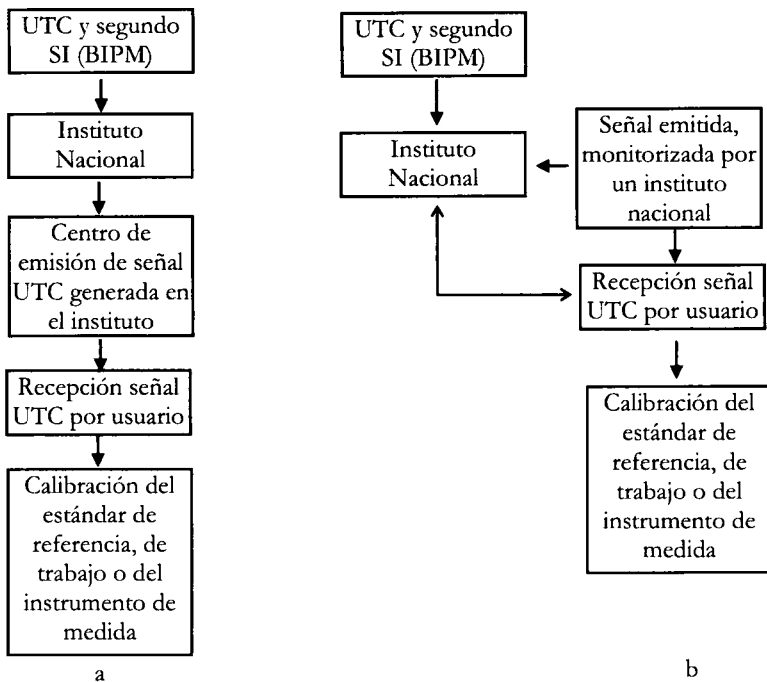 UTC y segundo
SI (BIPM)
Instituto
Nacional
Centro de
emisión de señal
UTC generada en
el instituto
Recepción señal
UTC por usuario
Calibración del
estándar de
referencia, de
trabajo o del
instrumento de
medida
a
UTC y segundo
SI (BIPM)
Instituto
Nacional
Señal emitida,
monitorizada por
un instituto
nacional
Recepción señal
UTC por usuario
Calibración del
estándar de
referencia, de
trabajo o del
instrumento de
medida
b